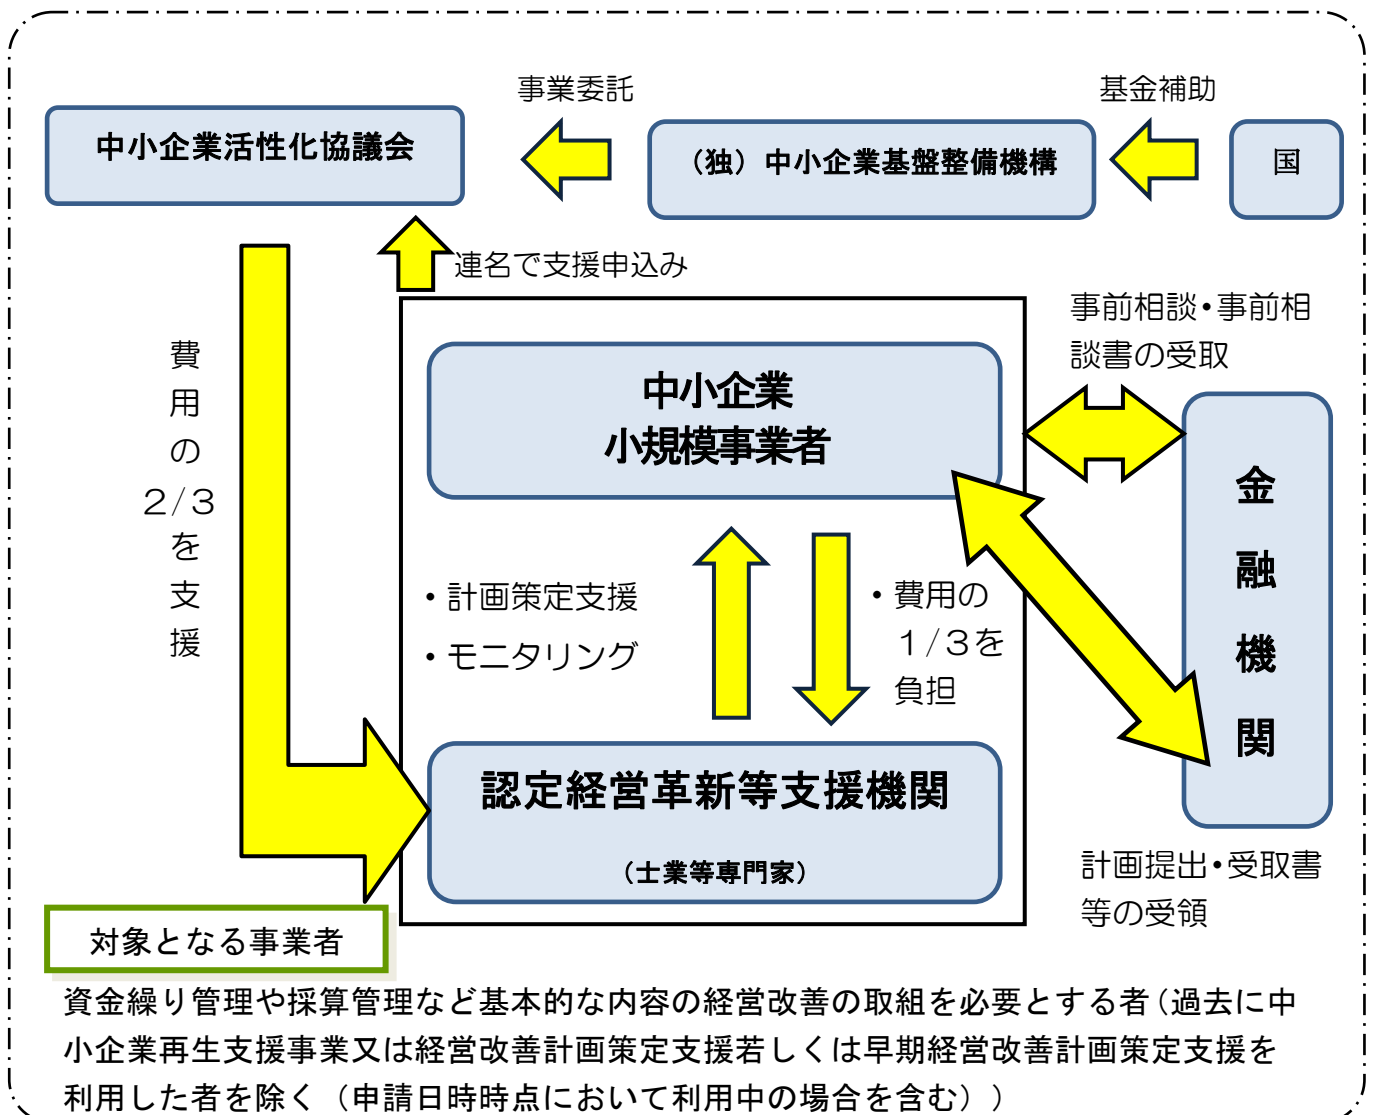 事業委託
基金補助
中小企業活性化協議会
（独）中小企業基盤整備機構
国
連名で支援申込み
事前相談・事前相
談書の受取
費用の2/3を支援
中小企業
小規模事業者
・計画策定支援
・モニタリング
・費用の
1/3を
負担
金融機関
認定経営革新等支援機関
（士業等専門家）
計画提出・受取書
等の受領
対象となる事業者
資金繰り管理や採算管理など基本的な内容の経営改善の取組を必要とする者（過去に中
小企業再生支援事業又は経営改善計画策定支援若しくは早期経営改善計画策定支援を
利用した者を除く（申請日時時点において利用中の場合を含む））